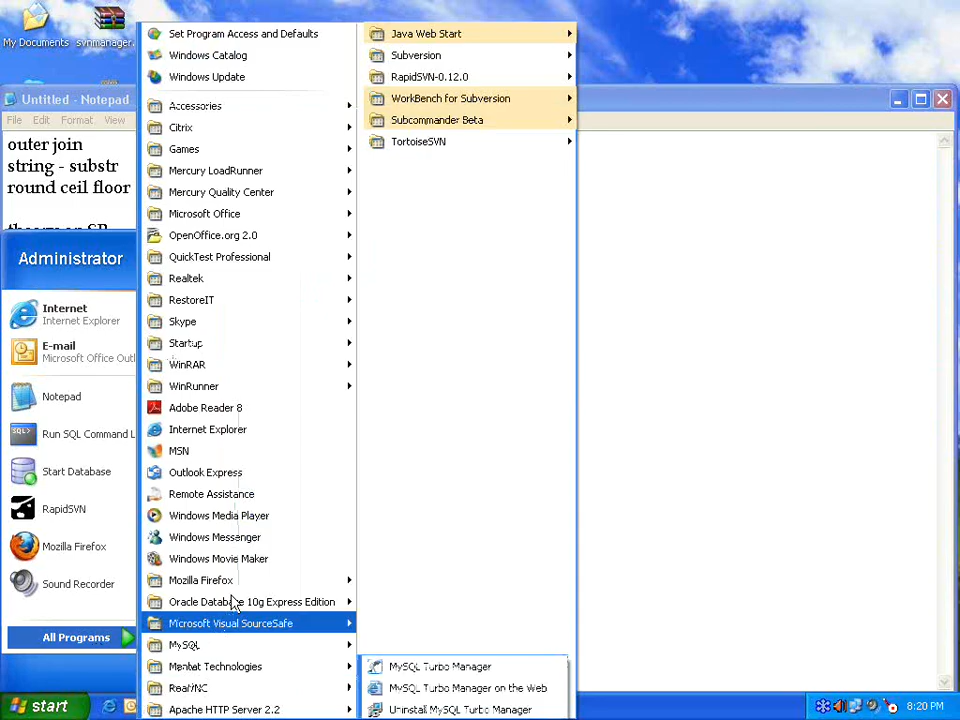 My Documents
svnmanager.
Untitled - Notepad
File Edit Format View
outer join
string - substr
round ceil floor
Administrator
Internet
Internet Explorer
E-mail
Microsoft Office Outl
Notepad
Run SQL Command L
Start Database
RapidSVN
Mozilla Firefox
Sound Recorder
All Programs
start
Set Program Access and Defaults
Windows Catalog
Windows Update
Accessories
Citrix
Games
Mercury LoadRunner
Mercury Quality Center
Microsoft Office
OpenOffice.org 2.0
QuickTest Professional
Realtek
RestoreIT
Skype
Startup
WinRAR
WinRunner
Adobe Reader 8
Internet Explorer
MSN
Outlook Express
Remote Assistance
Windows Media Player
Windows Messenger
Windows Movie Maker
Mozilla Firefox
Oracle Database 10g Express Edition
Microsoft Visual SourceSafe
MySQL
Mentat Technologies
RealVNC
Apache HTTP Server 2.2
Java Web Start
Subversion
RapidSVN-0.12.0
WorkBench for Subversion
Subcommander Beta
TortoiseSVN
MySQL Turbo Manager
MySQL Turbo Manager on the Web
Uninstall MySQL Turbo Manager
8:20 PM